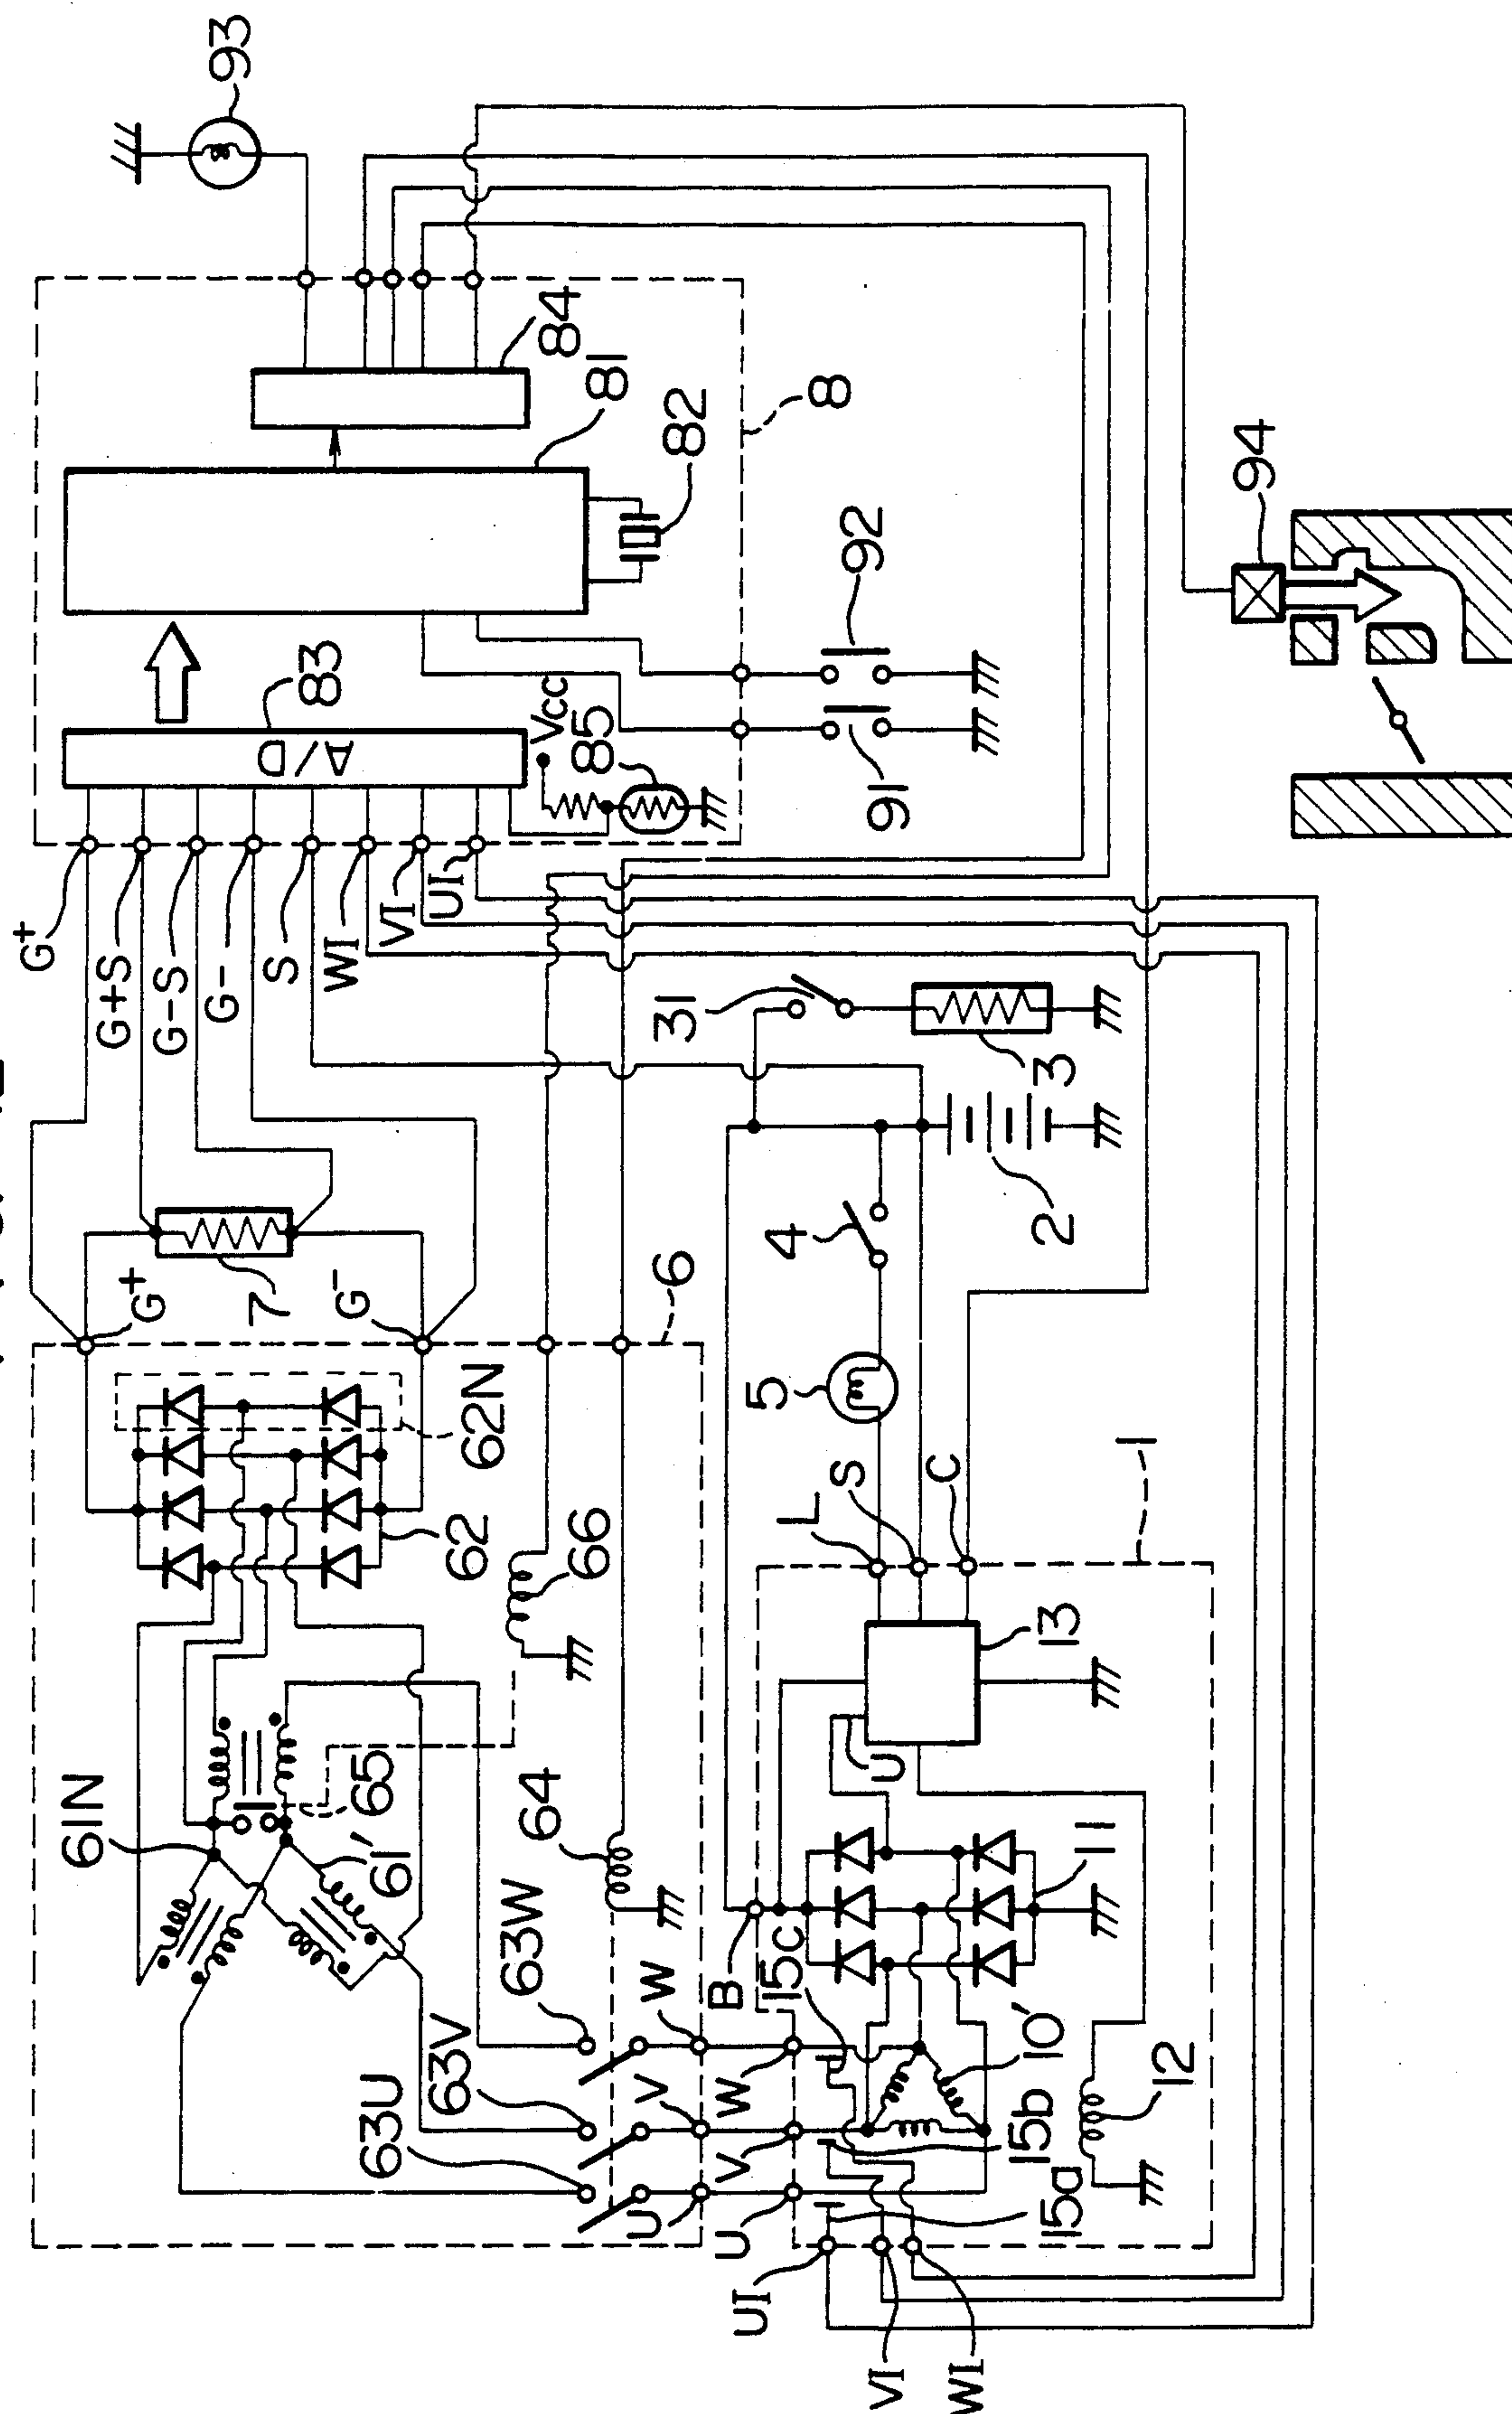 93
84
81
82
8
83
A/D
Vcc
85
92
91
94
G+
G+S
G-S
G-
S
WI
VI
UI
31
3
2
4
5
7
G+
G-
6
62N
62
66
61N
65
61'
64
63W
63V
63U
W
V
U
W
V
U
B
L
S
C
1
13
U
11
15c
10'
15b
15a
12
UI
VI
WI